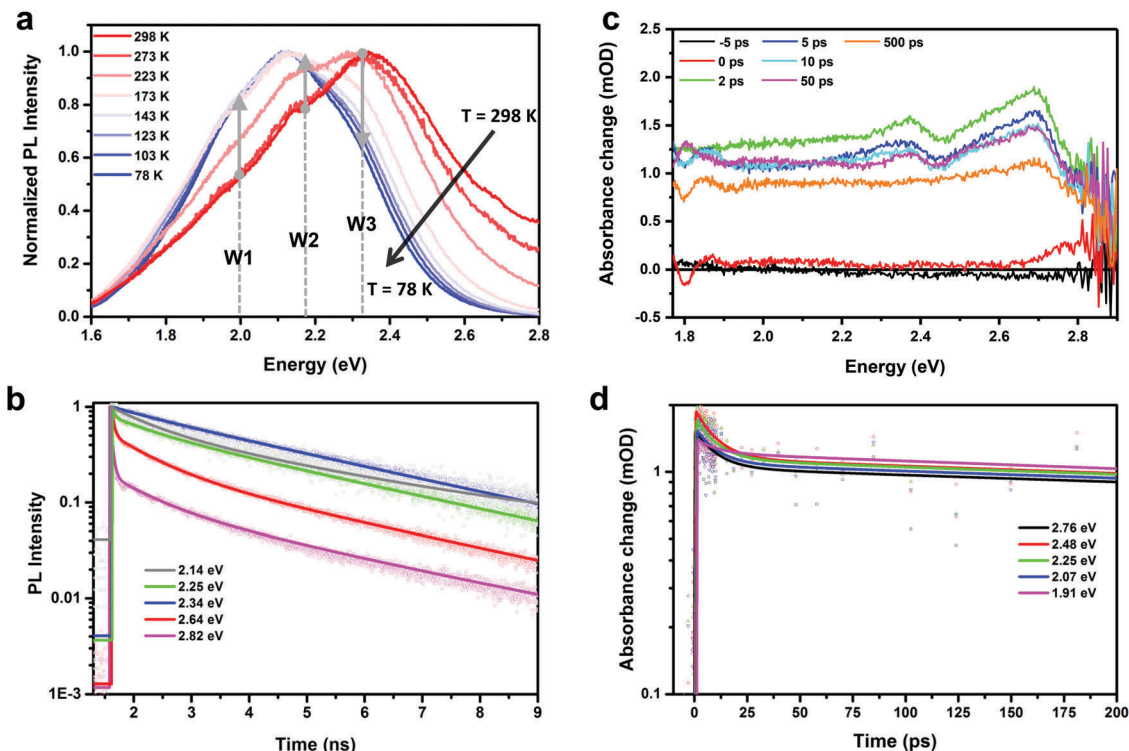 a
Normalized PL Intensity
1.0
0.8
0.6
0.4
0.2
0.0
298 K
273 K
223 K
173 K
143 K
123 K
103 K
78 K
W1
W2
W3
T = 298 K
T = 78 K
1.6 1.8 2.0 2.2 2.4 2.6 2.8
Energy (eV)
c
Absorbance change (mOD)
2.5
2.0
1.5
1.0
0.5
0.0
-0.5
-5 ps 5 ps 500 ps
0 ps 10 ps
2 ps 50 ps
1.8 2.0 2.2 2.4 2.6 2.8
Energy (eV)
b
PL Intensity
1
0.1
0.01
1E-3
2.14 eV
2.25 eV
2.34 eV
2.64 eV
2.82 eV
2 3 4 5 6 7 8 9
Time (ns)
d
Absorbance change (mOD)
1
0.1
2.76 eV
2.48 eV
2.25 eV
2.07 eV
1.91 eV
0 25 50 75 100 125 150 175 200
Time (ps)